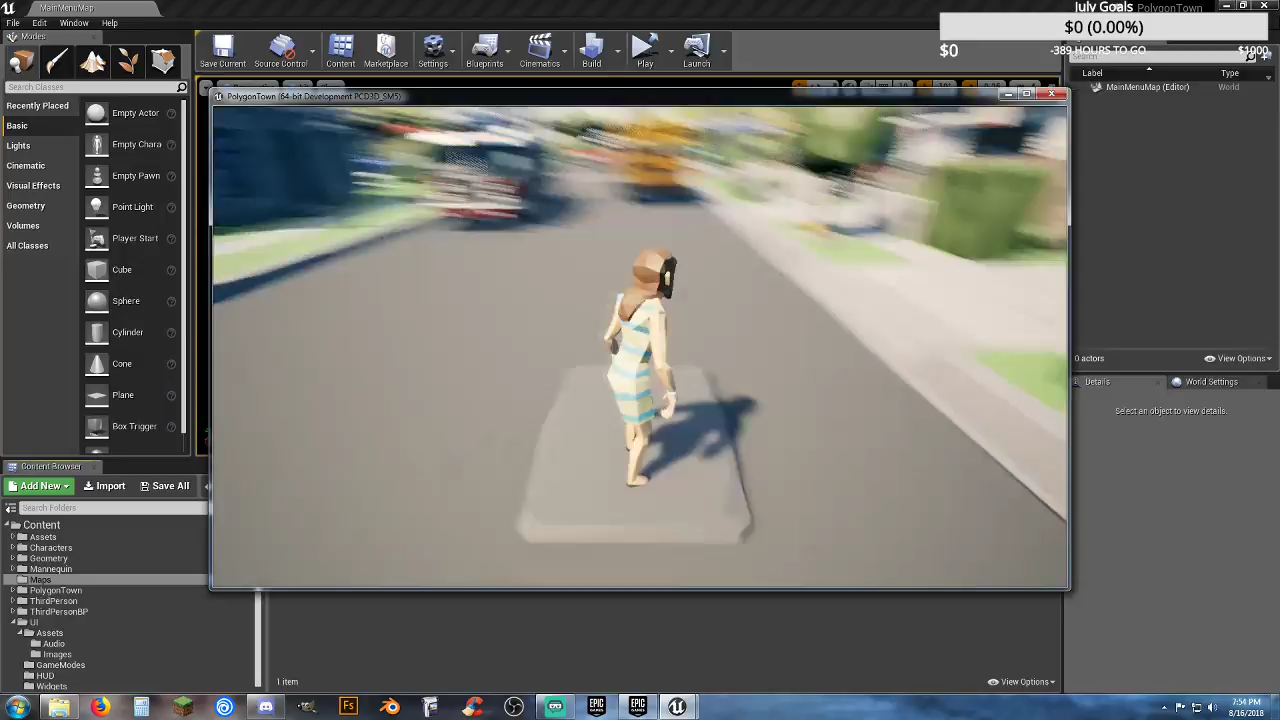 MainMenuMap
July Goals
PolygonTown
File Edit Window Help
$0 (0.00%)
$0 -389 HOURS TO GO $1000
Modes
Save Current Source Control Content Marketplace Settings Blueprints Cinematics Build Play Launch
Search Classes
Search
Label Type
Recently Placed
Basic
Lights
Cinematic
Visual Effects
Geometry
Volumes
All Classes
Empty Actor
Empty Chara
Empty Pawn
Point Light
Player Start
Cube
Sphere
Cylinder
Cone
Plane
Box Trigger
PolygonTown (64-bit Development PCD3D_SM5)
MainMenuMap (Editor) World
0 actors View Options
Details World Settings
Select an object to view details.
Content Browser
Add New Import Save All
Search Folders
Content
Assets
Characters
Geometry
Mannequin
Maps
PolygonTown
ThirdPerson
ThirdPersonBP
UI
Assets
Audio
Images
GameModes
HUD
Widgets
1 item View Options
Fs
EPIC GAMES
EPIC GAMES
7:54 PM
8/16/2018